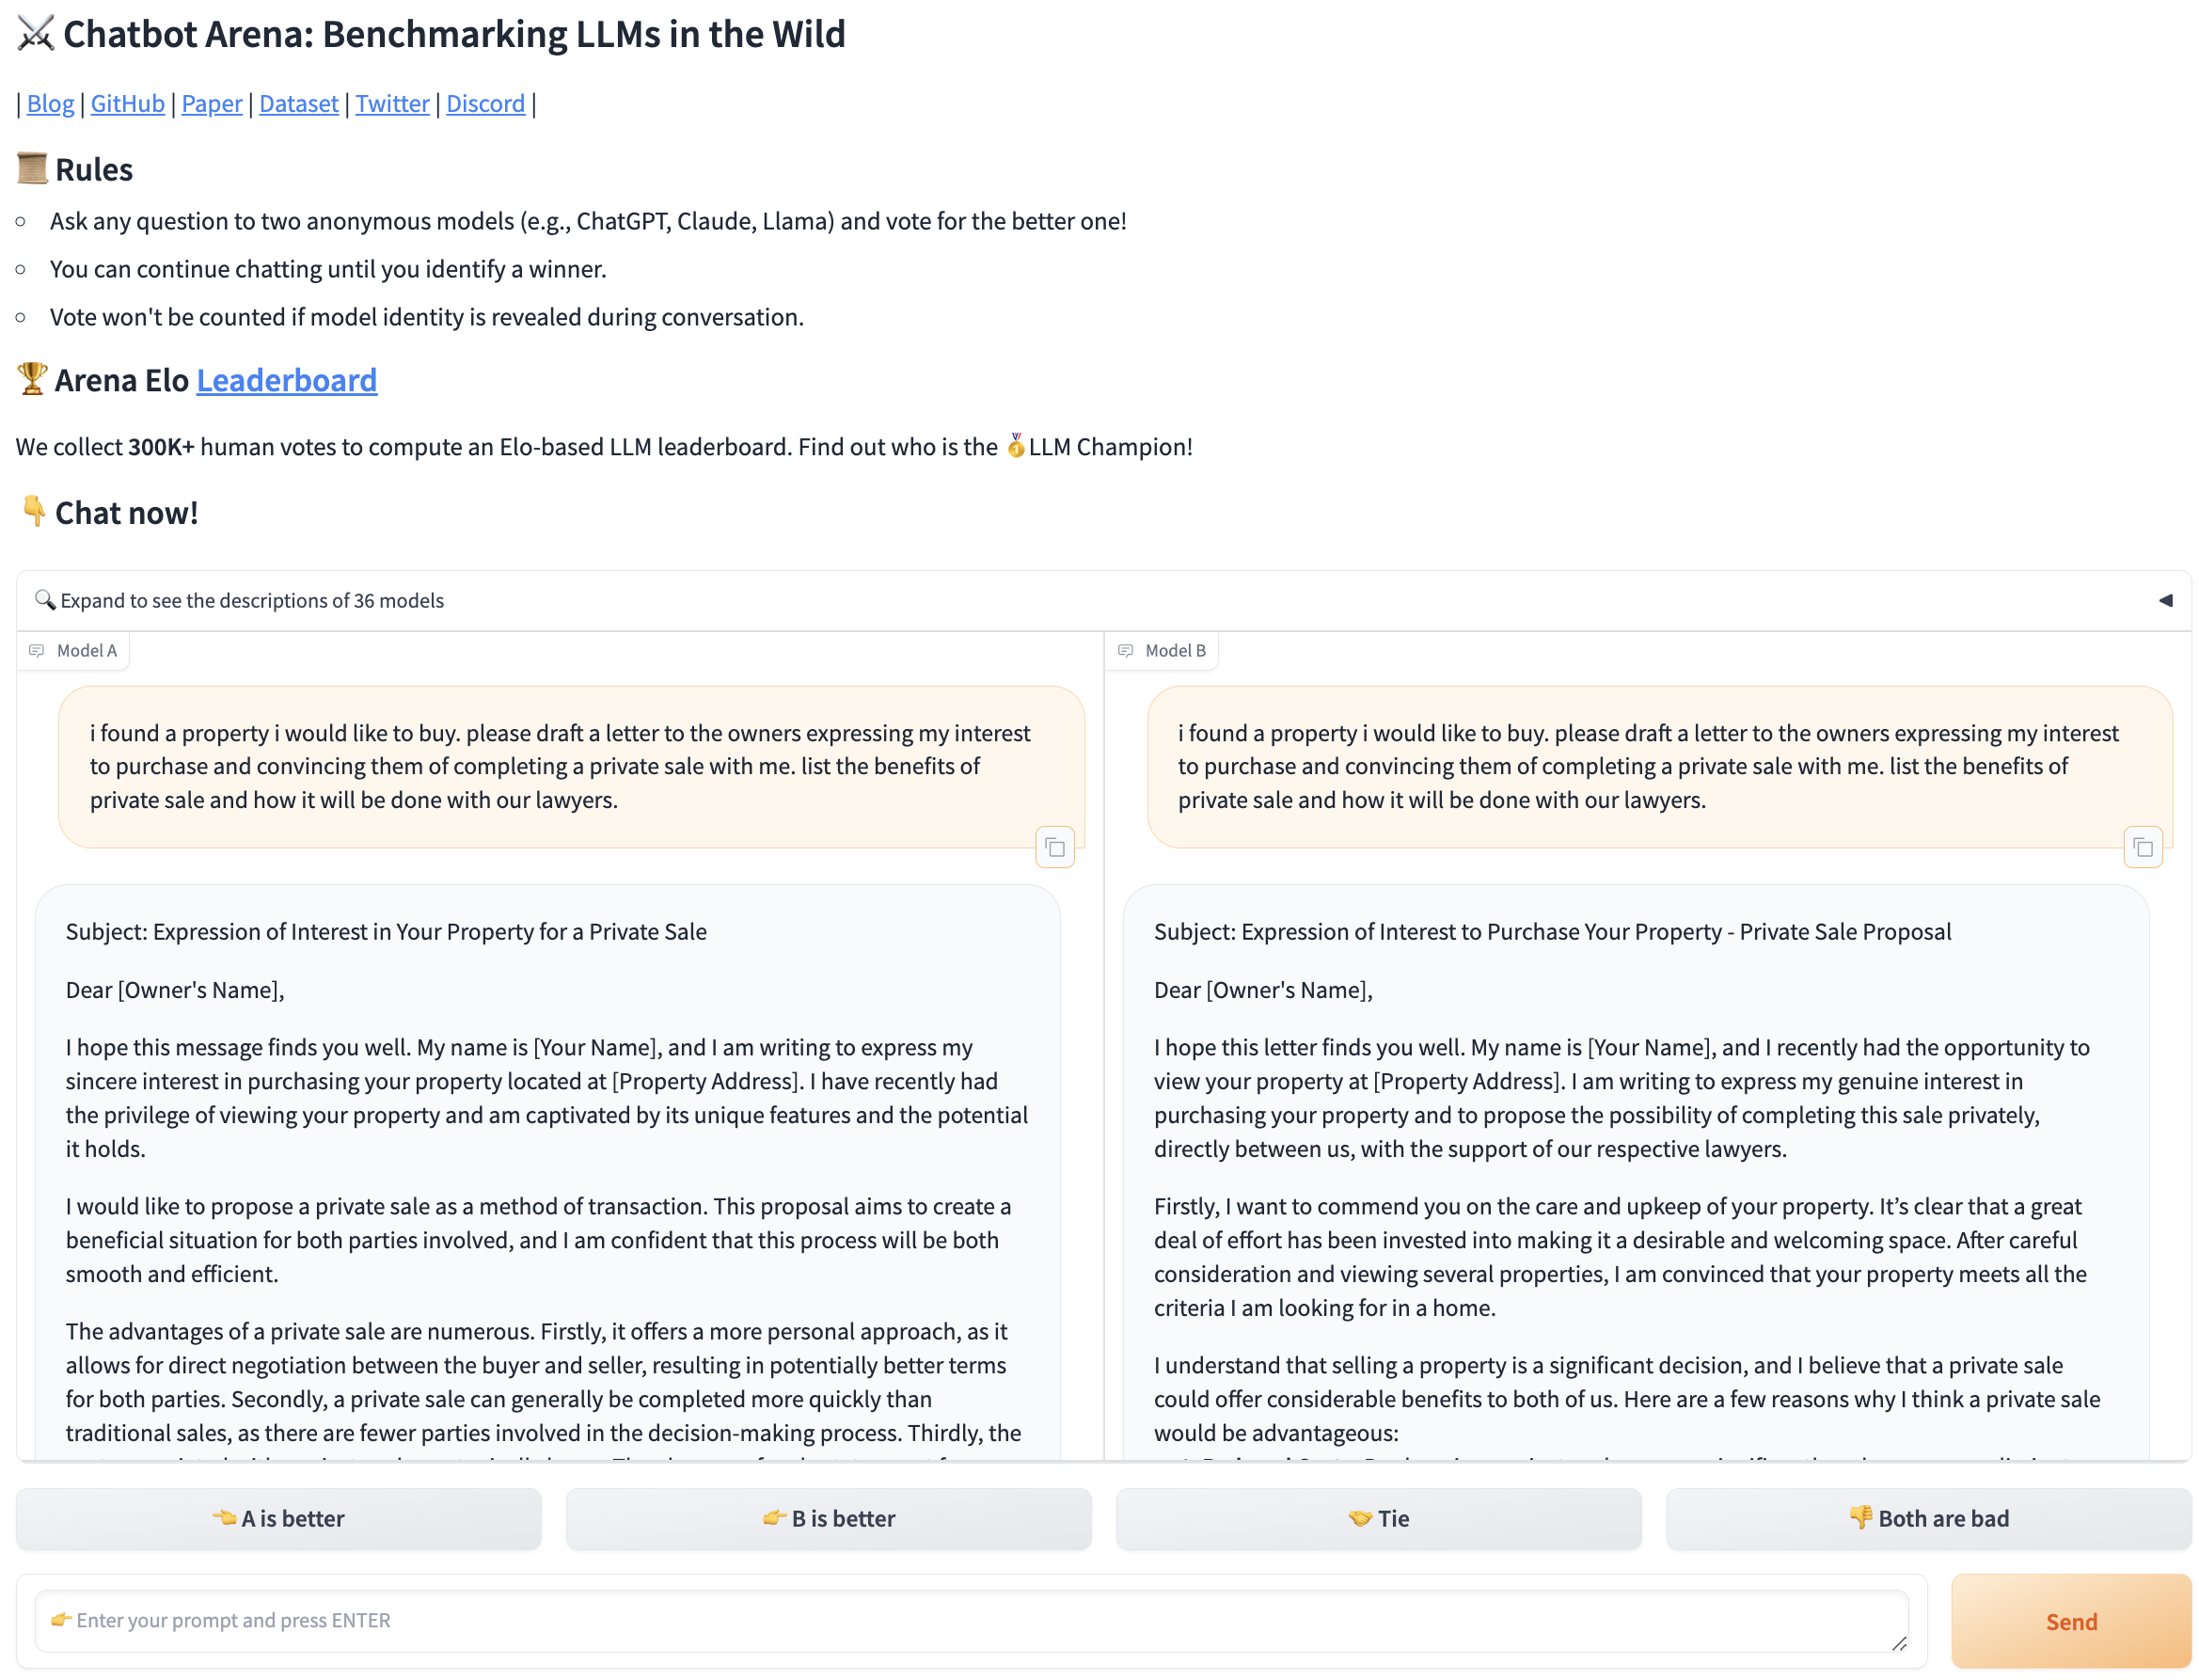 ⚔️ Chatbot Arena: Benchmarking LLMs in the Wild
| Blog | GitHub | Paper | Dataset | Twitter | Discord |
📜 Rules
Ask any question to two anonymous models (e.g., ChatGPT, Claude, Llama) and vote for the better one!
You can continue chatting until you identify a winner.
Vote won't be counted if model identity is revealed during conversation.
🏆 Arena Elo Leaderboard
We collect 300K+ human votes to compute an Elo-based LLM leaderboard. Find out who is the 🥇LLM Champion!
👇 Chat now!
🔍 Expand to see the descriptions of 36 models
Model A
i found a property i would like to buy. please draft a letter to the owners expressing my interest
to purchase and convincing them of completing a private sale with me. list the benefits of
private sale and how it will be done with our lawyers.
Subject: Expression of Interest in Your Property for a Private Sale
Dear [Owner's Name],
I hope this message finds you well. My name is [Your Name], and I am writing to express my
sincere interest in purchasing your property located at [Property Address]. I have recently had
the privilege of viewing your property and am captivated by its unique features and the potential
it holds.
I would like to propose a private sale as a method of transaction. This proposal aims to create a
beneficial situation for both parties involved, and I am confident that this process will be both
smooth and efficient.
The advantages of a private sale are numerous. Firstly, it offers a more personal approach, as it
allows for direct negotiation between the buyer and seller, resulting in potentially better terms
for both parties. Secondly, a private sale can generally be completed more quickly than
traditional sales, as there are fewer parties involved in the decision-making process. Thirdly, the
Model B
i found a property i would like to buy. please draft a letter to the owners expressing my interest
to purchase and convincing them of completing a private sale with me. list the benefits of
private sale and how it will be done with our lawyers.
Subject: Expression of Interest to Purchase Your Property - Private Sale Proposal
Dear [Owner's Name],
I hope this letter finds you well. My name is [Your Name], and I recently had the opportunity to
view your property at [Property Address]. I am writing to express my genuine interest in
purchasing your property and to propose the possibility of completing this sale privately,
directly between us, with the support of our respective lawyers.
Firstly, I want to commend you on the care and upkeep of your property. It’s clear that a great
deal of effort has been invested into making it a desirable and welcoming space. After careful
consideration and viewing several properties, I am convinced that your property meets all the
criteria I am looking for in a home.
I understand that selling a property is a significant decision, and I believe that a private sale
could offer considerable benefits to both of us. Here are a few reasons why I think a private sale
would be advantageous:
👈 A is better
👉 B is better
🤝 Tie
👎 Both are bad
👉 Enter your prompt and press ENTER
Send